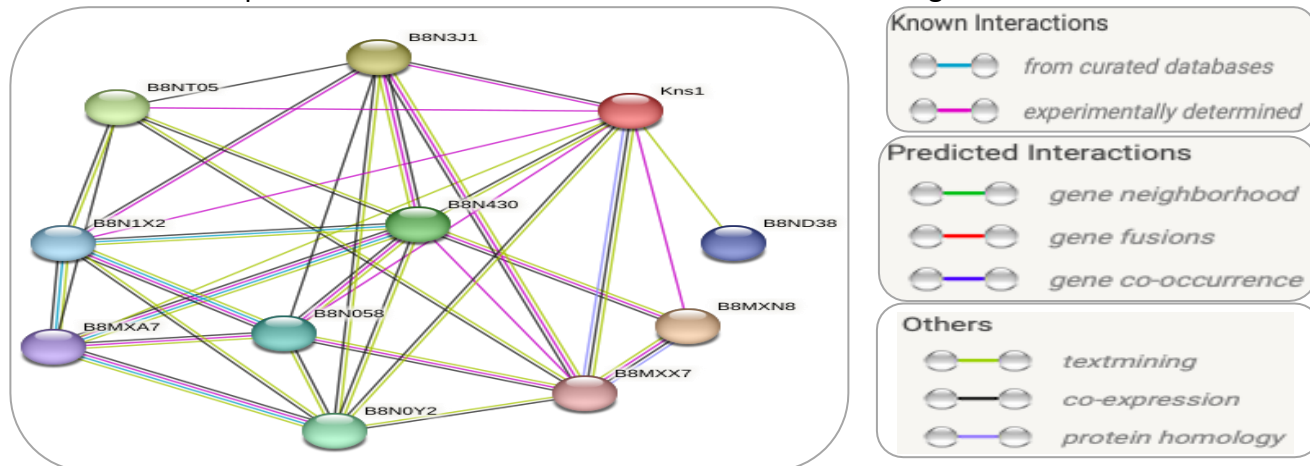 B8N3J1
Kns1
B8NT05
B8N430
B8N1X2
B8ND38
B8MXN8
B8N058
B8MXA7
B8MXX7
B8N0Y2
Known Interactions
from curated databases
experimentally determined
Predicted Interactions
gene neighborhood
gene fusions
gene co-occurrence
Others
textmining
co-expression
protein homology